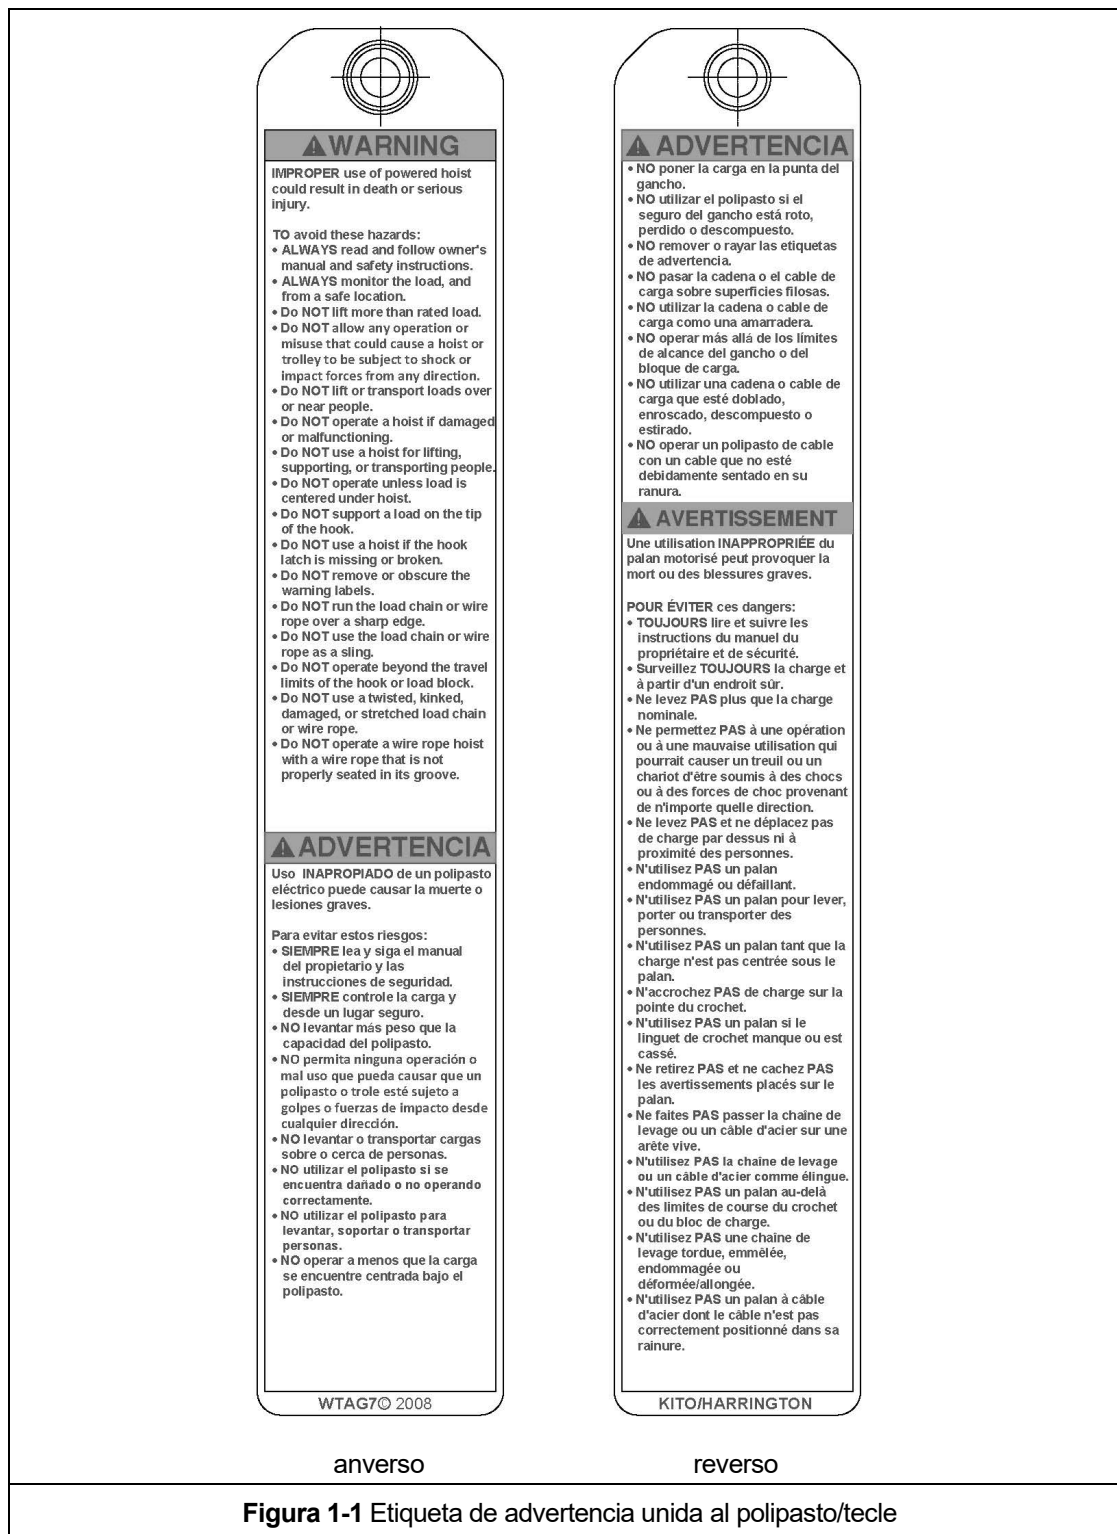 WARNING
IMPROPER use of powered hoist
could result in death or serious
injury.
TO avoid these hazards:
• ALWAYS read and follow owner's
manual and safety instructions.
• ALWAYS monitor the load, and
from a safe location.
• Do NOT lift more than rated load.
• Do NOT allow any operation or
misuse that could cause a hoist or
trolley to be subject to shock or
impact forces from any direction.
• Do NOT lift or transport loads over
or near people.
• Do NOT operate a hoist if damaged
or malfunctioning.
• Do NOT use a hoist for lifting,
supporting, or transporting people.
• Do NOT operate unless load is
centered under hoist.
• Do NOT support a load on the tip
of the hook.
• Do NOT use a hoist if the hook
latch is missing or broken.
• Do NOT remove or obscure the
warning labels.
• Do NOT run the load chain or wire
rope over a sharp edge.
• Do NOT use the load chain or wire
rope as a sling.
• Do NOT operate beyond the travel
limits of the hook or load block.
• Do NOT use a twisted, kinked,
damaged, or stretched load chain
or wire rope.
• Do NOT operate a wire rope hoist
with a wire rope that is not
properly seated in its groove.
ADVERTENCIA
Uso INAPROPIADO de un polipasto
eléctrico puede causar la muerte o
lesiones graves.
Para evitar estos riesgos:
• SIEMPRE lea y siga el manual
del propietario y las
instrucciones de seguridad.
• SIEMPRE controle la carga y
desde un lugar seguro.
• NO levantar más peso que la
capacidad del polipasto.
• NO permita ninguna operación o
mal uso que pueda causar que un
polipasto o trole esté sujeto a
golpes o fuerzas de impacto desde
cualquier dirección.
• NO levantar o transportar cargas
sobre o cerca de personas.
• NO utilizar el polipasto si se
encuentra dañado o no operando
correctamente.
• NO utilizar el polipasto para
levantar, soportar o transportar
personas.
• NO operar a menos que la carga
se encuentre centrada bajo el
polipasto.
WTAG7© 2008
anverso
ADVERTENCIA
• NO poner la carga en la punta del
gancho.
• NO utilizar el polipasto si el
seguro del gancho está roto,
perdido o descompuesto.
• NO remover o rayar las etiquetas
de advertencia.
• NO pasar la cadena o el cable de
carga sobre superficies filosas.
• NO utilizar la cadena o cable de
carga como una amarradera.
• NO operar más allá de los límites
de alcance del gancho o del
bloque de carga.
• NO utilizar una cadena o cable de
carga que esté doblado,
enroscado, descompuesto o
estirado.
• NO operar un polipasto de cable
con un cable que no esté
debidamente sentado en su
ranura.
AVERTISSEMENT
Une utilisation INAPPROPRIÉE du
palan motorisé peut provoquer la
mort ou des blessures graves.
POUR ÉVITER ces dangers:
• TOUJOURS lire et suivre les
instructions du manuel du
propriétaire et de sécurité.
• Surveillez TOUJOURS la charge et
à partir d'un endroit sûr.
• Ne levez PAS plus que la charge
nominale.
• Ne permettez PAS à une opération
ou à une mauvaise utilisation qui
pourrait causer un treuil ou un
chariot d'être soumis à des chocs
ou à des forces de choc provenant
de n'importe quelle direction.
• Ne levez PAS et ne déplacez pas
de charge par dessus ni à
proximité des personnes.
• N'utilisez PAS un palan
endommagé ou défaillant.
• N'utilisez PAS un palan pour lever,
porter ou transporter des
personnes.
• N'utilisez PAS un palan tant que la
charge n'est pas centrée sous le
palan.
• N'accrochez PAS de charge sur la
pointe du crochet.
• N'utilisez PAS un palan si le
linguet de crochet manque ou est
cassé.
• Ne retirez PAS et ne cachez PAS
les avertissements placés sur le
palan.
• Ne faites PAS passer la chaîne de
levage ou un câble d'acier sur une
arête vive.
• N'utilisez PAS la chaîne de levage
ou un câble d'acier comme élingue.
• N'utilisez PAS un palan au-delà
des limites de course du crochet
ou du bloc de charge.
• N'utilisez PAS une chaîne de
levage tordue, emmêlée,
endommagée ou
déformée/allongée.
• N'utilisez PAS un palan à câble
d'acier dont le câble n'est pas
correctement positionné dans sa
rainure.
KITO/HARRINGTON
reverso
Figura 1-1 Etiqueta de advertencia unida al polipasto/tecle